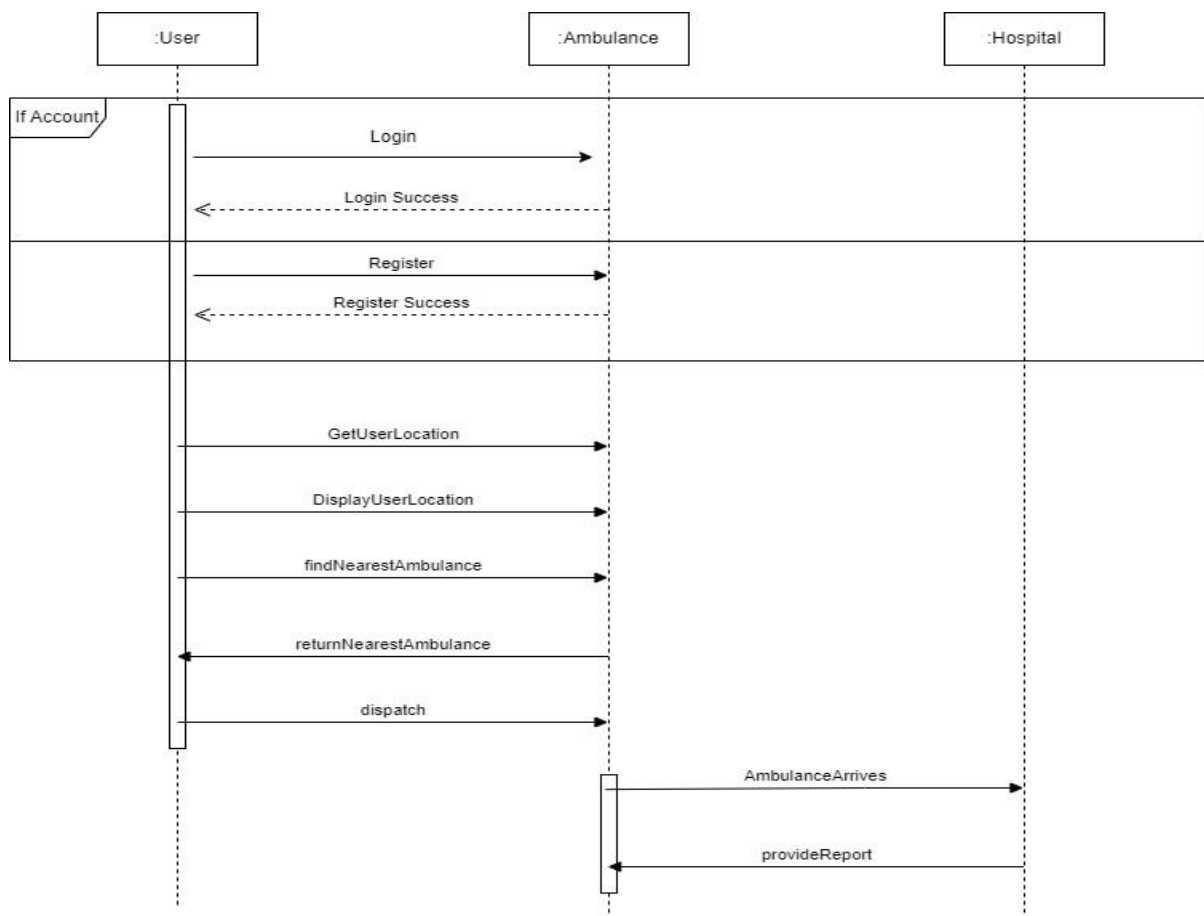 :User
:Ambulance
:Hospital
If Account
Login
Login Success
Register
Register Success
GetUserLocation
DisplayUserLocation
findNearestAmbulance
returnNearestAmbulance
dispatch
AmbulanceArrives
provideReport